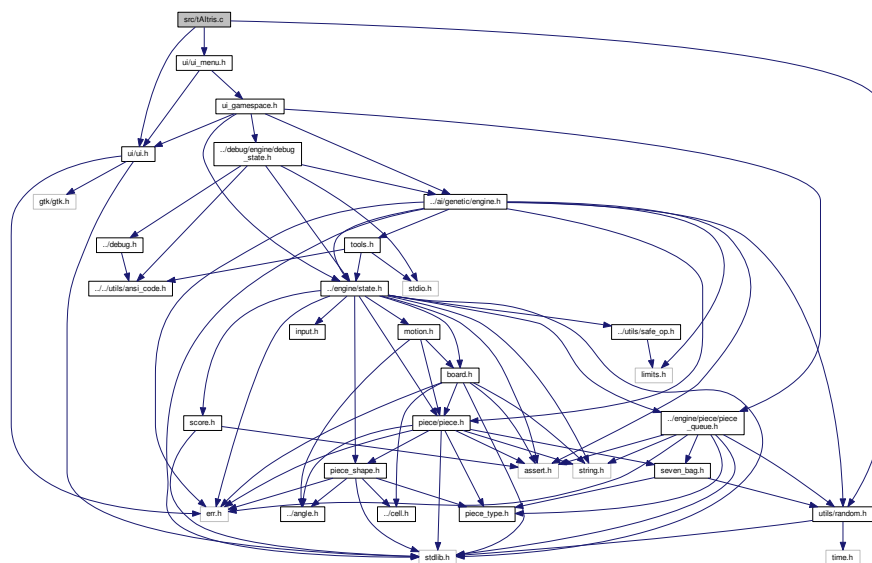 src/tAItris.c
ui/ui_menu.h
ui_gamespace.h
ui/ui.h
../debug/engine/debug
_state.h
gtk/gtk.h
../ai/genetic/engine.h
../debug.h
tools.h
../../utils/ansi_code.h
../engine/state.h
stdio.h
input.h
motion.h
../utils/safe_op.h
board.h
limits.h
score.h
piece/piece.h
../engine/piece/piece
_queue.h
piece_shape.h
assert.h
string.h
seven_bag.h
err.h
../angle.h
../cell.h
piece_type.h
utils/random.h
stdlib.h
time.h